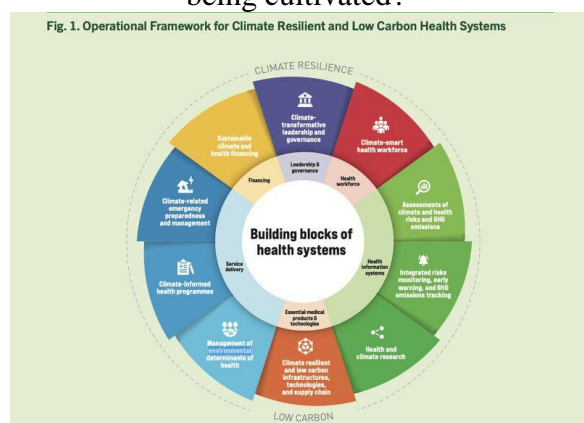 being cultivated?
Fig. 1. Operational Framework for Climate Resilient and Low Carbon Health Systems
CLIMATE RESILIENCE
Climate-
transformative
leadership and
governance
Climate-smart
health workforce
Assessments of
climate and health
risks and GHG
emissions
Integrated risks
monitoring, early
warning, and GHG
emissions tracking
Health and
climate research
Climate resilient
and low carbon
infrastructures,
technologies,
and supply chain
Management of
environmental
determinants of
health
Climate-informed
health programmes
Climate-related
emergency
preparedness
and management
Sustainable
climate and
health financing
Leadership &
governance
Health
workforce
Health
information
systems
Essential medical
products &
technologies
Service
delivery
Financing
Building blocks of
health systems
LOW CARBON